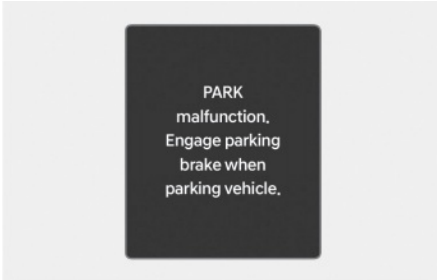 PARK
malfunction.
Engage parking
brake when
parking vehicle.